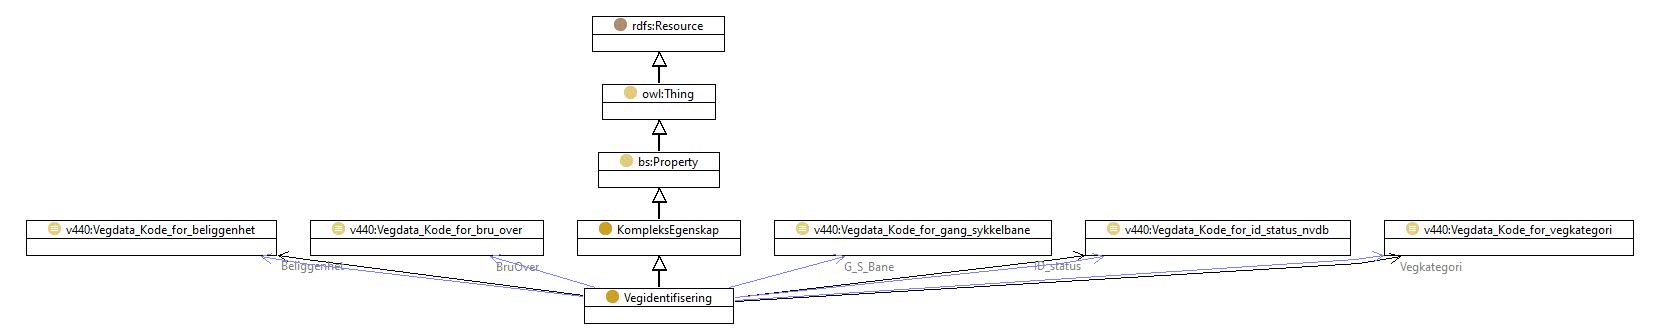 rdfs:Resource
owl:Thing
bs:Property
v440:Vegdata_Kode_for_beliggenhet
v440:Vegdata_Kode_for_bru_over
KompleksEgenskap
v440:Vegdata_Kode_for_gang_sykkelbane
v440:Vegdata_Kode_for_id_status_nvdb
v440:Vegdata_Kode_for_vegkategori
Beliggenhet
BruOver
G_S_Bane
ID_status
Vegkategori
Vegidentifisering